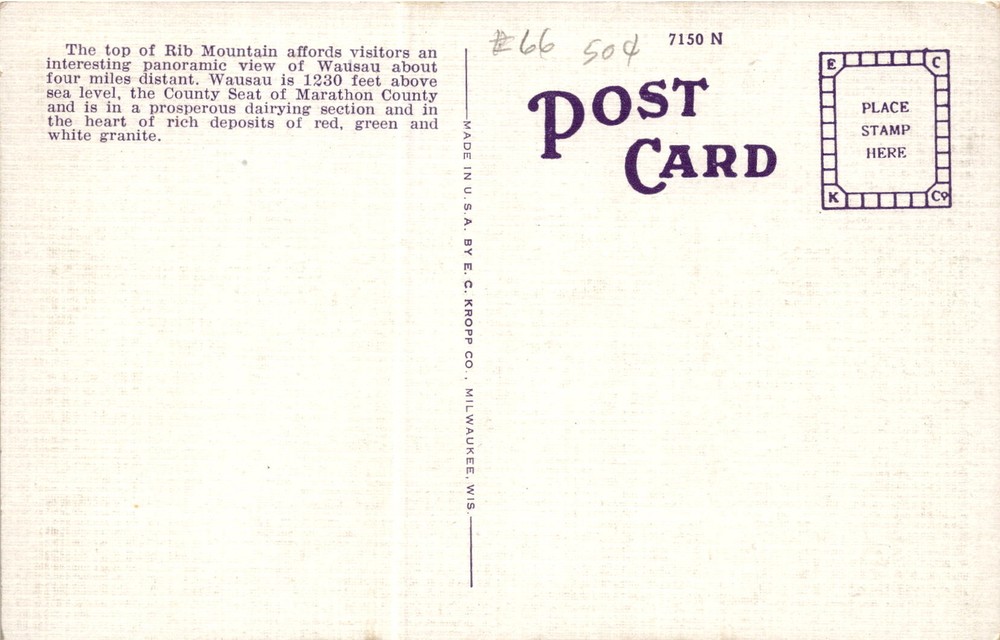 The top of Rib Mountain affords visitors an
interesting panoramic view of Wausau about
four miles distant. Wausau is 1230 feet above
sea level, the County Seat of Marathon County
and is in a prosperous dairying section and in
the heart of rich deposits of red, green and
white granite.
MADE IN U.S.A. BY E. C. KROPP CO., MILWAUKEE, WIS.
66 50¢
7150 N
POST
CARD
E C
PLACE
STAMP
HERE
K Co